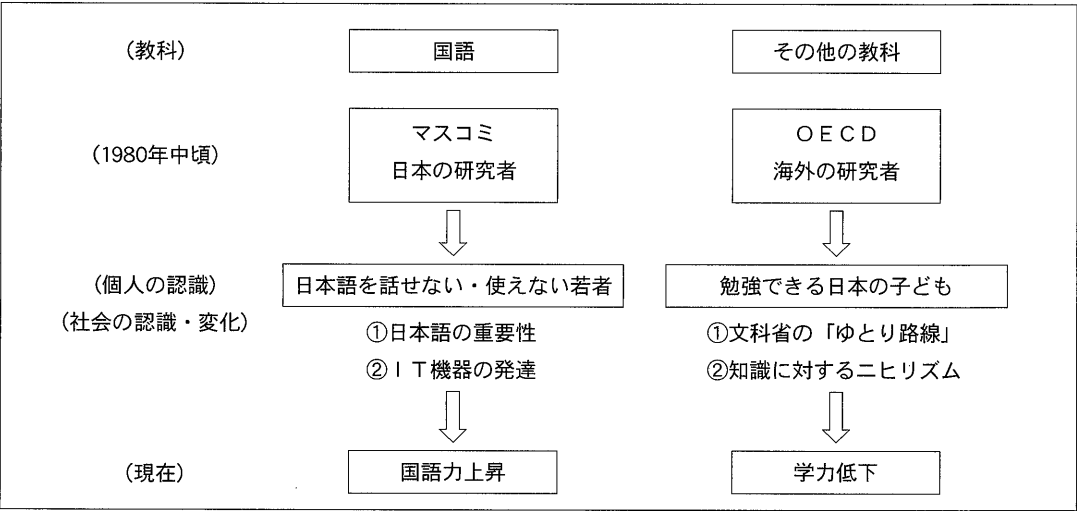 (教科)
国語
その他の教科
(1980年中頃)
マスコミ
日本の研究者
OECD
海外の研究者
(個人の認識)
(社会の認識・変化)
日本語を話せない・使えない若者
①日本語の重要性
②IT機器の発達
勉強できる日本の子ども
①文科省の「ゆとり路線」
②知識に対するニヒリズム
(現在)
国語力上昇
学力低下